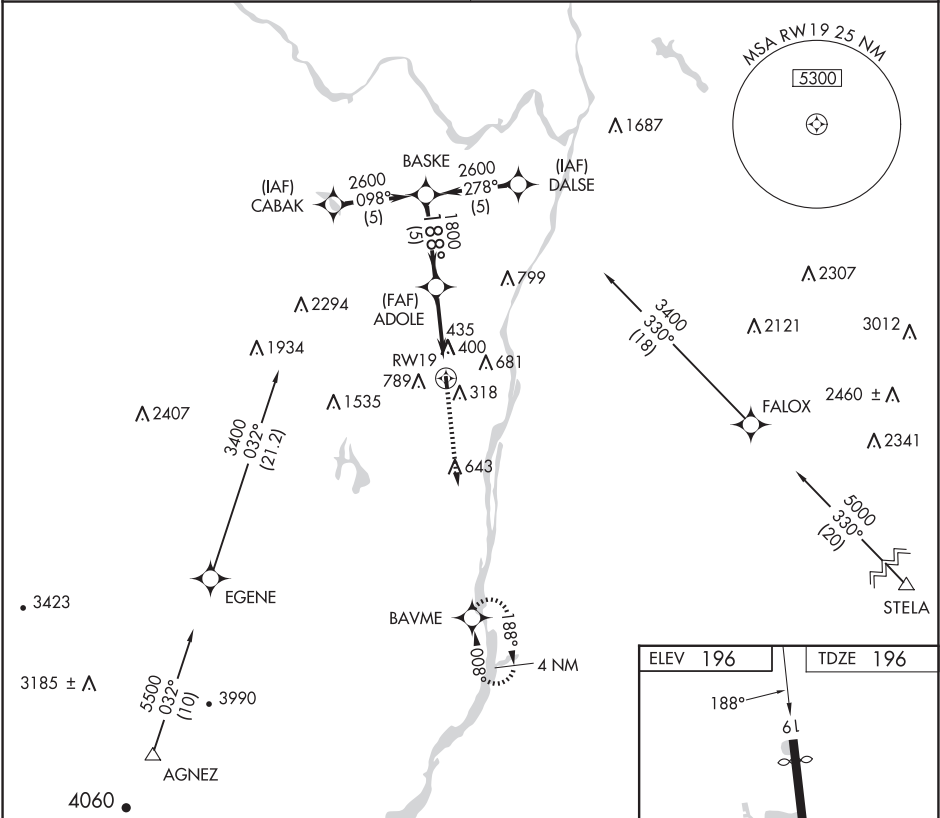 MSA RW19 25 NM
5300
1687
BASKE
(IAF)
DALSE
2600
278°
(5)
2600
098°
(5)
(IAF)
CABAK
1800
188°
(5)
799
2307
2294
(FAF)
ADOLE
3400
330°
(18)
2121
3012
435
400
1934
RW19
681
789
318
1535
2460 ±
2407
FALOX
2341
3400
032°
(21.2)
643
5000
330°
(20)
EGENE
STELA
3423
BAVME
188°
008°
4 NM
ELEV 196
TDZE 196
3185 ±
5500
032°
(10)
3990
188°
19
AGNEZ
4060